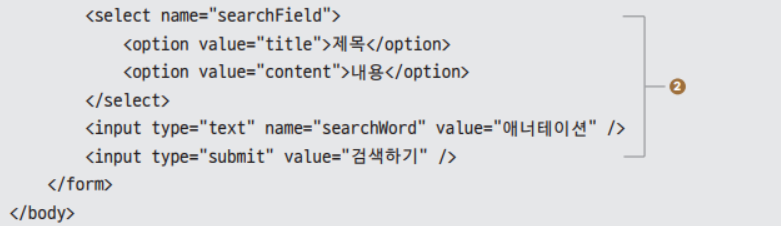 <select name="searchField">
<option value="title">제목</option>
<option value="content">내용</option>
</select>
<input type="text" name="searchWord" value="애너테이션" />
<input type="submit" value="검색하기" />
</form>
</body>
❷